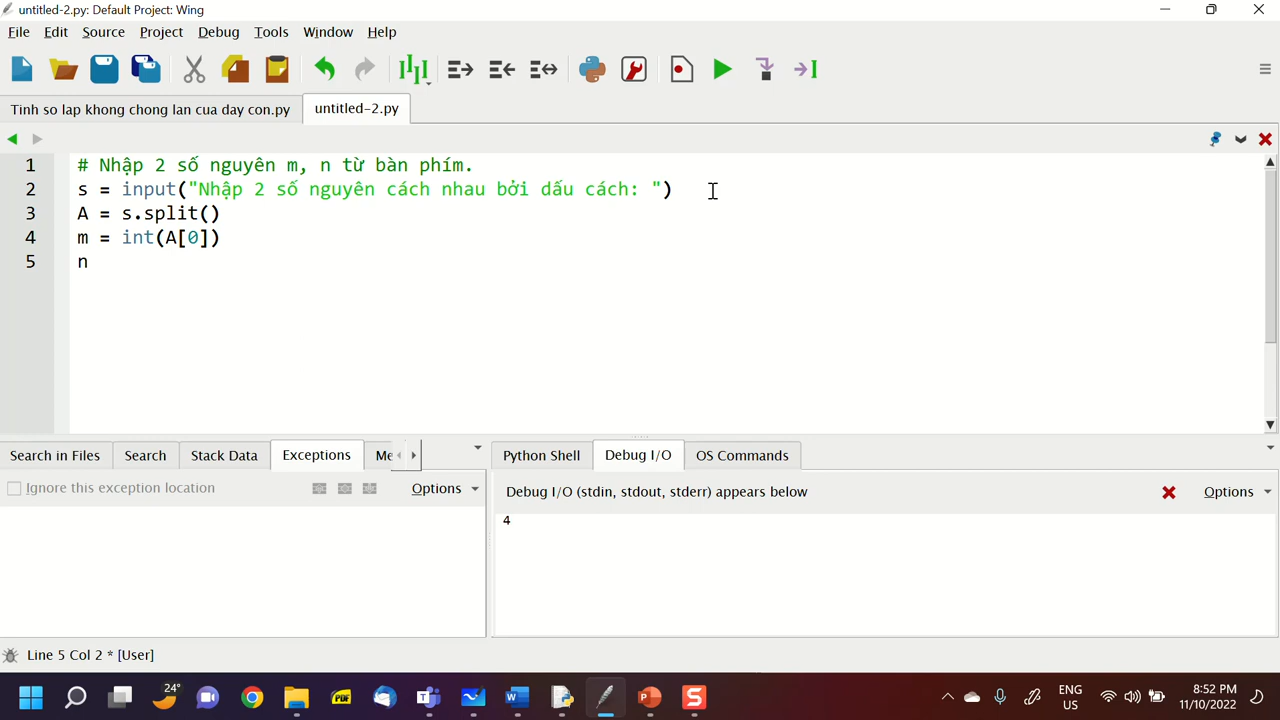 untitled-2.py: Default Project: Wing
File Edit Source Project Debug Tools Window Help
Tinh so lap khong chong lan cua day con.py untitled-2.py
1 # Nhập 2 số nguyên m, n từ bàn phím.
2 s = input("Nhập 2 số nguyên cách nhau bởi dấu cách: ")
3 A = s.split()
4 m = int(A[0])
5 n
Search in Files Search Stack Data Exceptions Me Python Shell Debug I/O OS Commands
Ignore this exception location Options Debug I/O (stdin, stdout, stderr) appears below Options
4
Line 5 Col 2 * [User]
24° PDF ENG 8:52 PM
US 11/10/2022